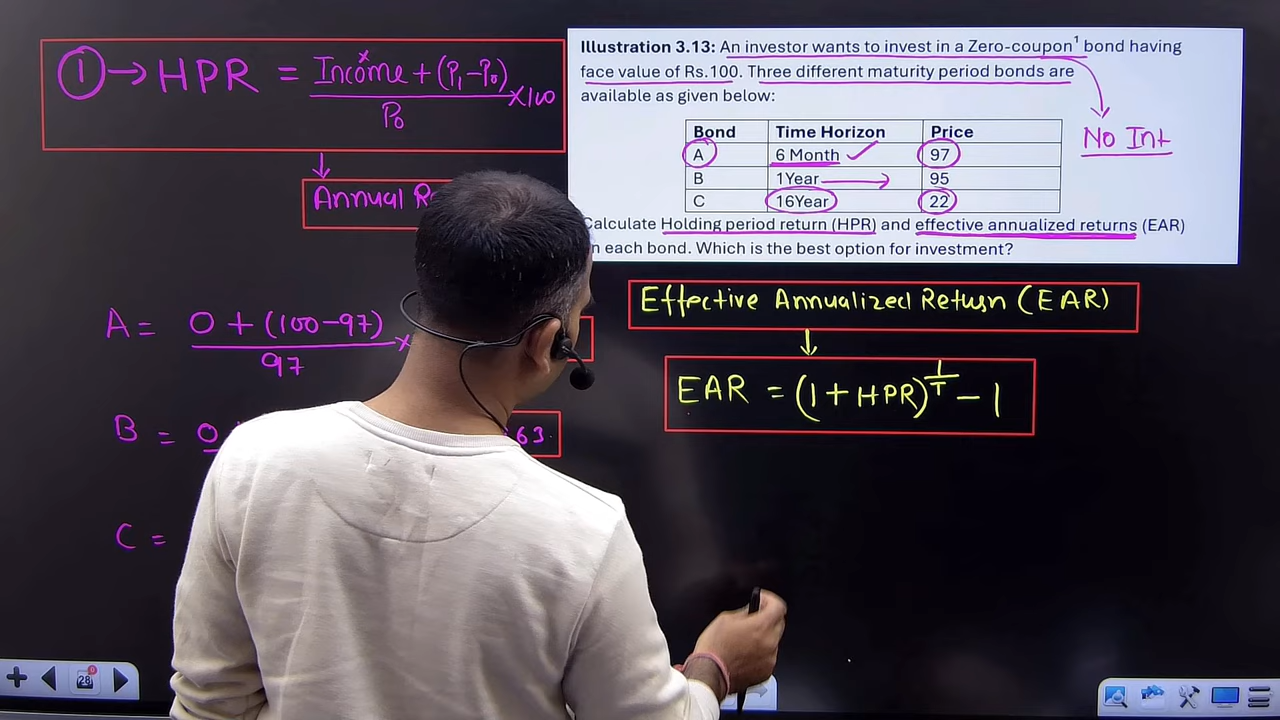 ① → HPR = Income + (P₁ - P₀) / P₀ × 100
Annual
A = 0 + (100 - 97) / 97 ×
B = 0 63
C =
Illustration 3.13: An investor wants to invest in a Zero-coupon¹ bond having
face value of Rs.100. Three different maturity period bonds are
available as given below:
Bond Time Horizon Price
A 6 Month 97
B 1Year 95
C 16Year 22
No Int
Calculate Holding period return (HPR) and effective annualized returns (EAR)
each bond. Which is the best option for investment?
Effective Annualized Return (EAR)
EAR = (1 + HPR)^1/T - 1
28